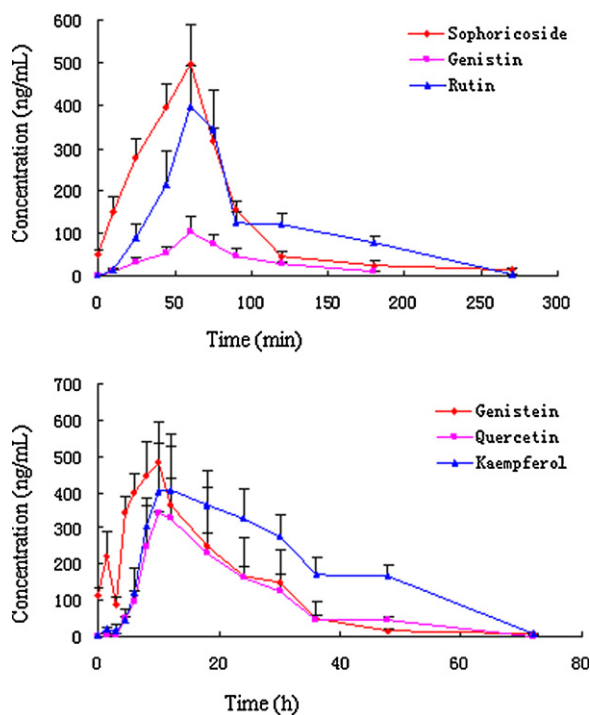 Concentration (ng/mL)
600
500
400
300
200
100
0
Sophoricoside
Genistin
Rutin
0 50 100 150 200 250 300
Time (min)
Concentration (ng/mL)
700
600
500
400
300
200
100
0
Genistein
Quercetin
Kaempferol
0 20 40 60 80
Time (h)